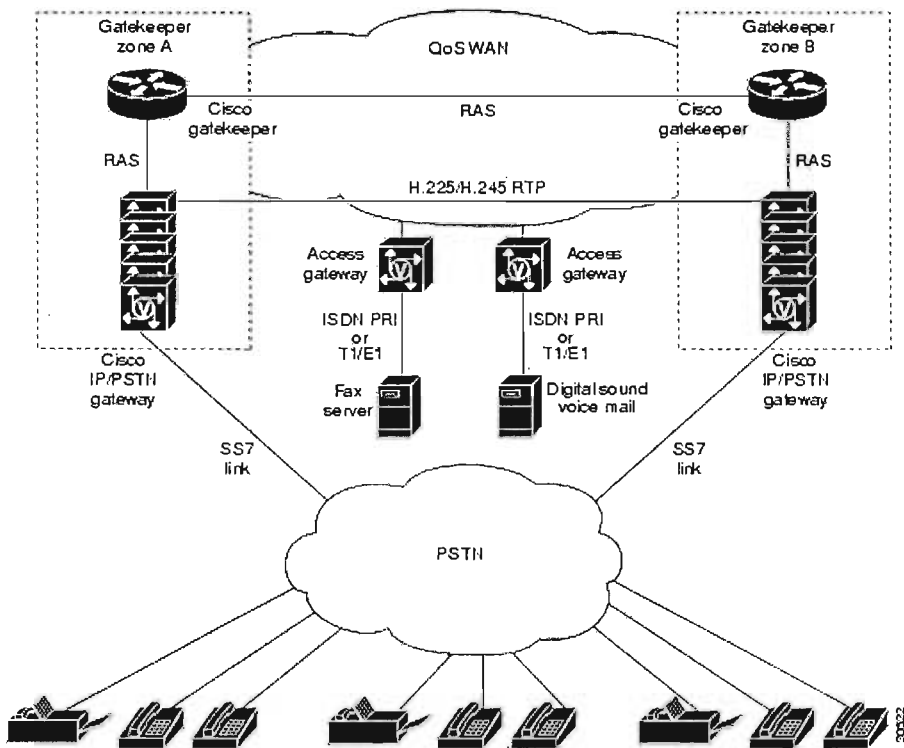 Gatekeeper
zone A
QoS WAN
Gatekeeper
zone B
Cisco
gatekeeper
RAS
Cisco
gatekeeper
RAS
RAS
H.225/H.245 RTP
Access
gateway
V
V
Access
gateway
V
V
ISDN PRI
or
T1/E1
ISDN PRI
or
T1/E1
Cisco
IP/PSTN
gateway
Fax
server
Digital sound
voice mail
Cisco
IP/PSTN
gateway
SS7
link
SS7
link
PSTN